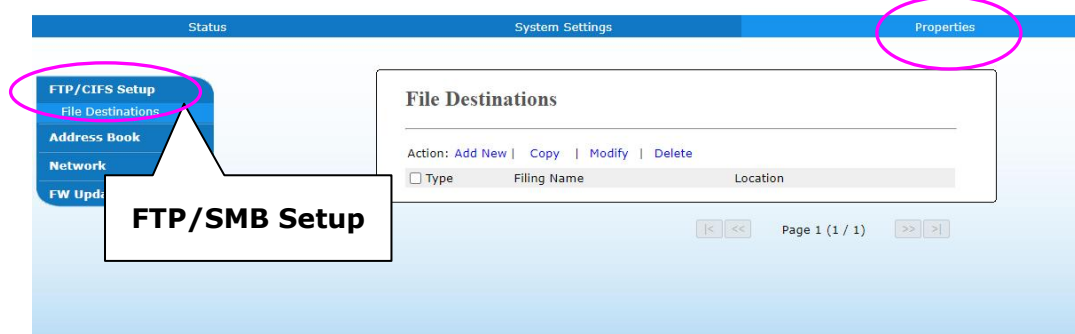 Status System Settings Properties
FTP/CIFS Setup
File Destinations
Address Book
Network
FW Upda
FTP/SMB Setup
File Destinations
Action: Add New | Copy | Modify | Delete
Type Filing Name Location
|< << Page 1 (1 / 1) >> >|